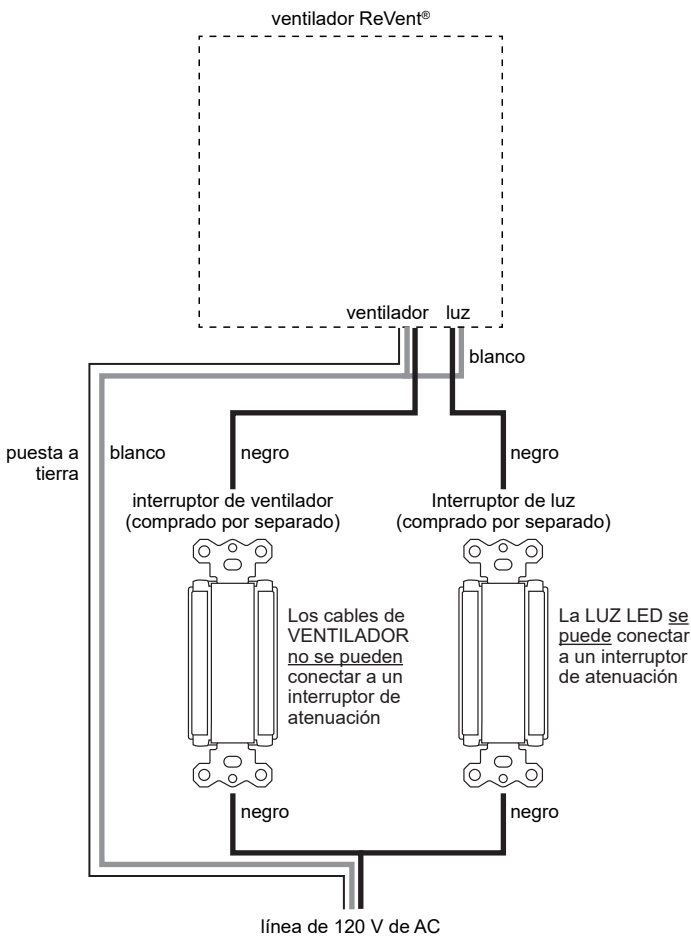 ventilador ReVent®
ventilador luz
blanco
puesta a
tierra
blanco
negro
negro
interruptor de ventilador
(comprado por separado)
Interruptor de luz
(comprado por separado)
Los cables de
VENTILADOR
no se pueden
conectar a un
interruptor de
atenuación
La LUZ LED se
puede conectar
a un interruptor
de atenuación
negro
negro
línea de 120 V de AC